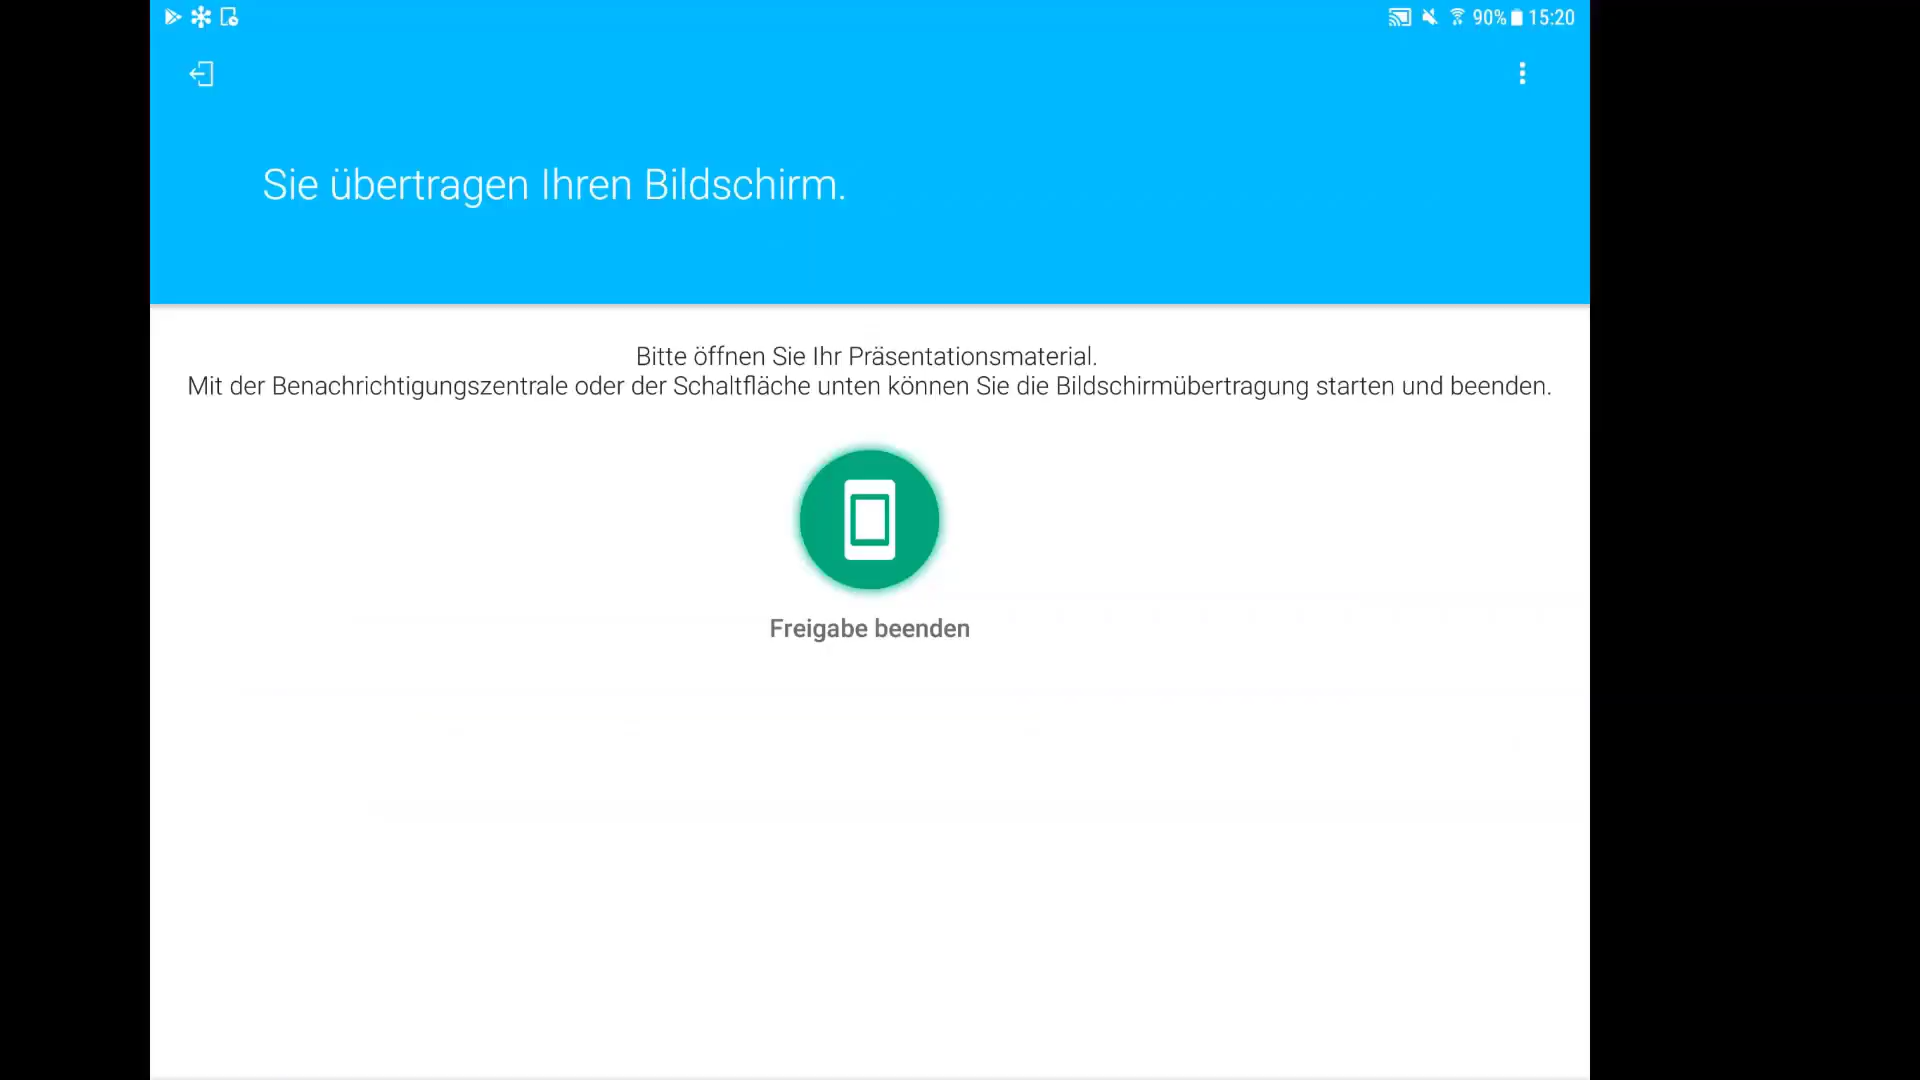 90% 15:20
Sie übertragen Ihren Bildschirm.
Bitte öffnen Sie Ihr Präsentationsmaterial.
Mit der Benachrichtigungszentrale oder der Schaltfläche unten können Sie die Bildschirmübertragung starten und beenden.
Freigabe beenden